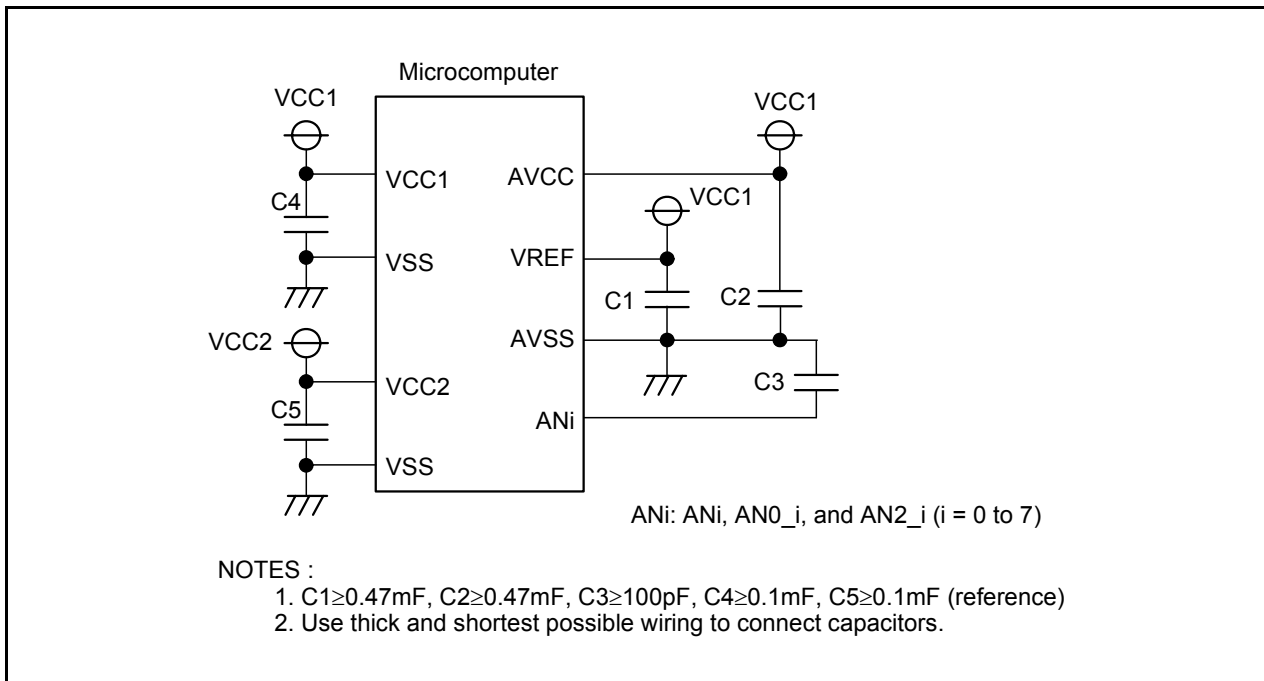 Microcomputer
VCC1
VCC1
VCC1
AVCC
VCC1
C4
VREF
VSS
C1
C2
AVSS
VCC2
VCC2
C3
C5
ANi
VSS
ANi: ANi, AN0_i, and AN2_i (i = 0 to 7)
NOTES :
1. C1≥0.47mF, C2≥0.47mF, C3≥100pF, C4≥0.1mF, C5≥0.1mF (reference)
2. Use thick and shortest possible wiring to connect capacitors.